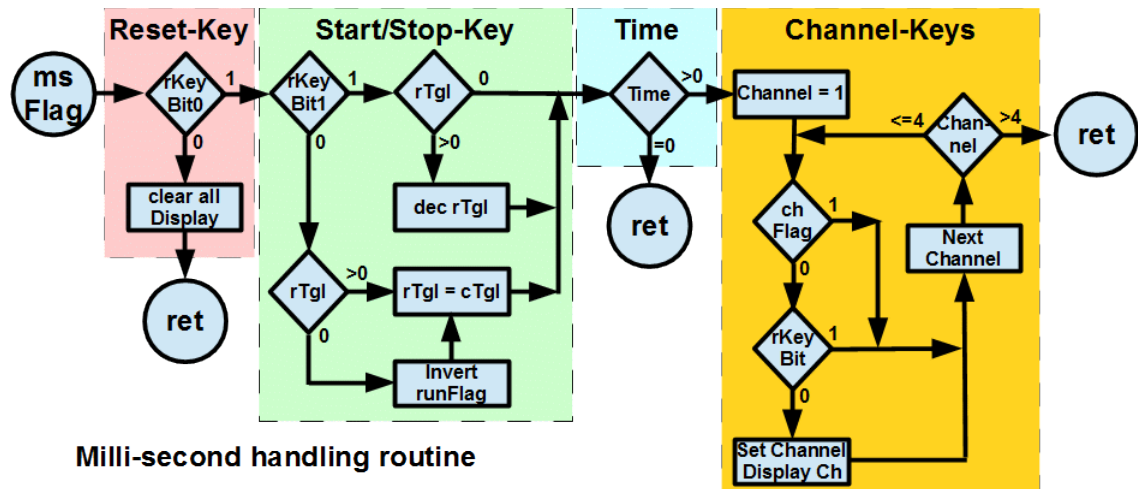 Reset-Key
Start/Stop-Key
Time
Channel-Keys
ms
Flag
rKey
Bit0
1
0
clear all
Display
ret
rKey
Bit1
1
0
rTgl
0
>0
dec rTgl
rTgl
>0
0
rTgl = cTgl
Invert
runFlag
Time
>0
=0
ret
Channel = 1
ch
Flag
1
0
rKey
Bit
1
0
Set Channel
Display Ch
Next
Channel
Chan-
nel
<=4
>4
ret
Milli-second handling routine